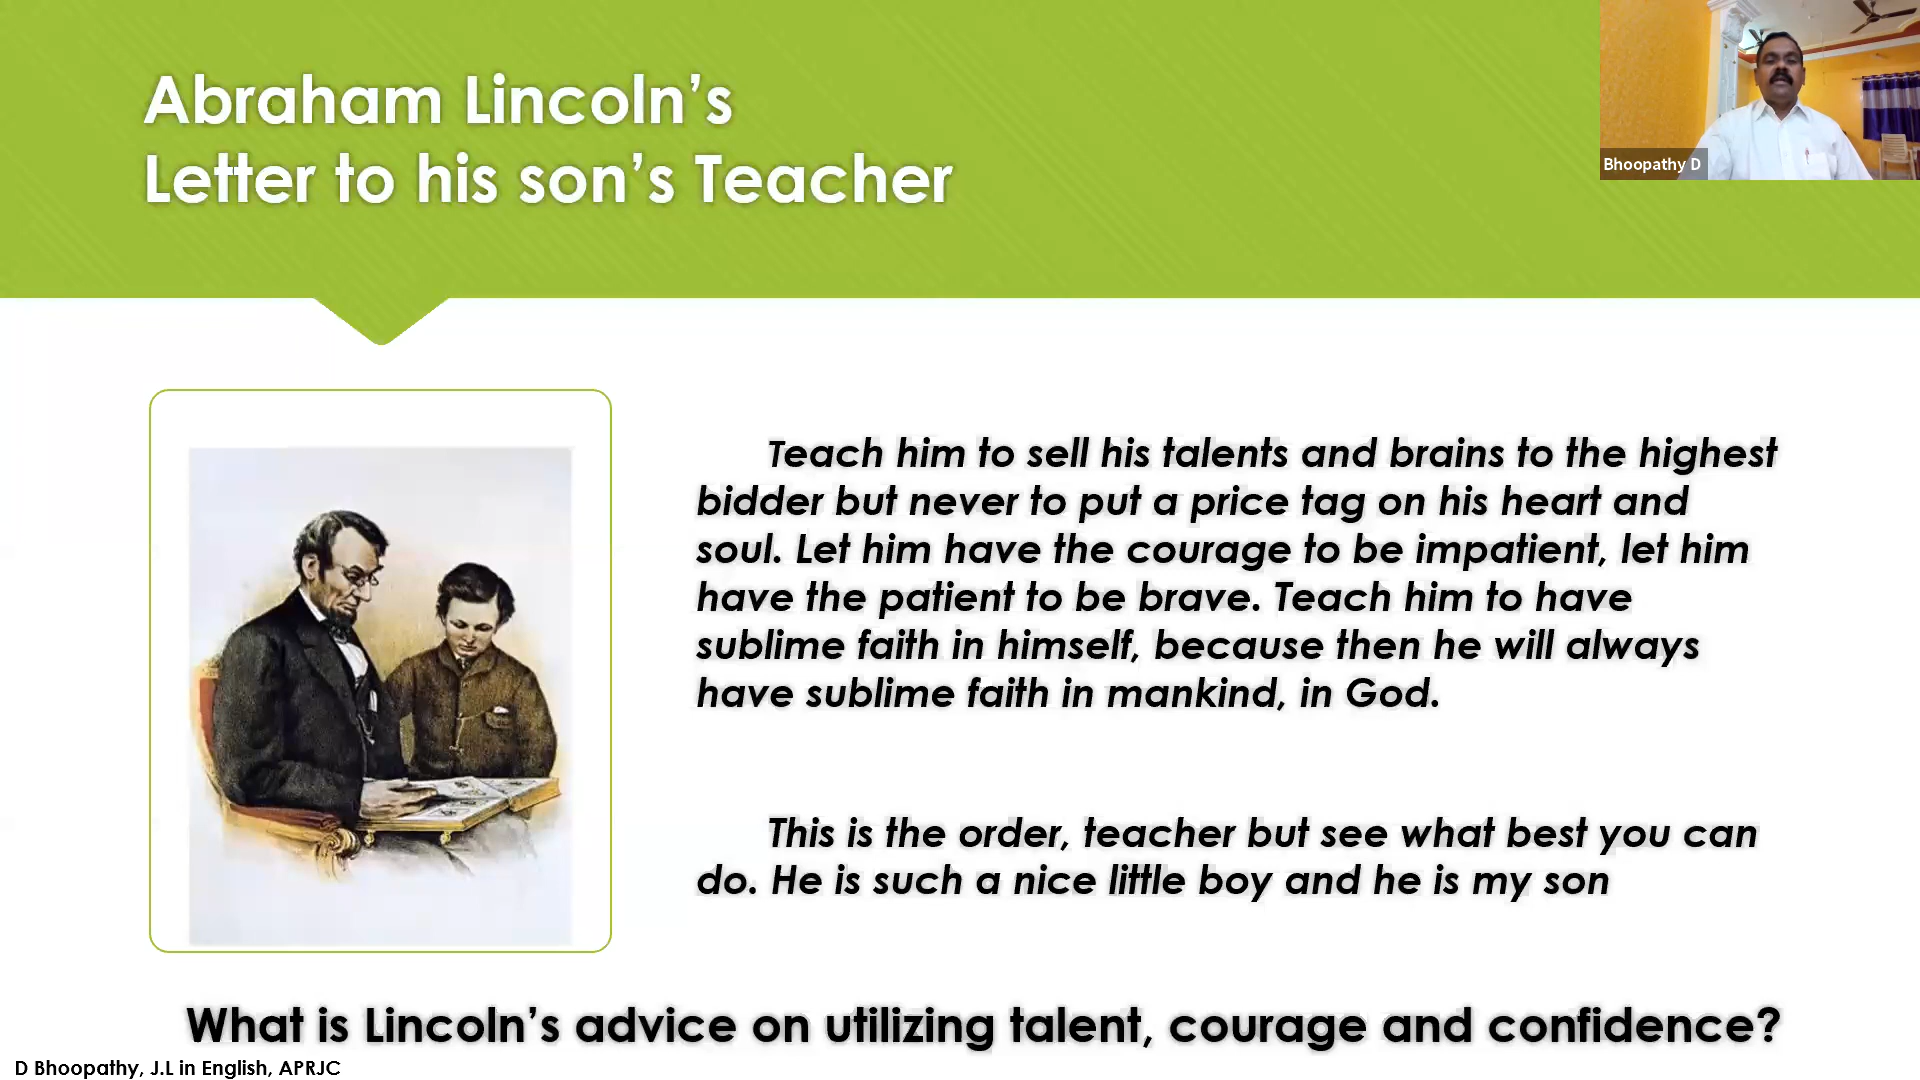 Abraham Lincoln’s
Letter to his son’s Teacher
Bhoopathy D
Teach him to sell his talents and brains to the highest
bidder but never to put a price tag on his heart and
soul. Let him have the courage to be impatient, let him
have the patient to be brave. Teach him to have
sublime faith in himself, because then he will always
have sublime faith in mankind, in God.
This is the order, teacher but see what best you can
do. He is such a nice little boy and he is my son
What is Lincoln’s advice on utilizing talent, courage and confidence?
D Bhoopathy, J.L in English, APRJC